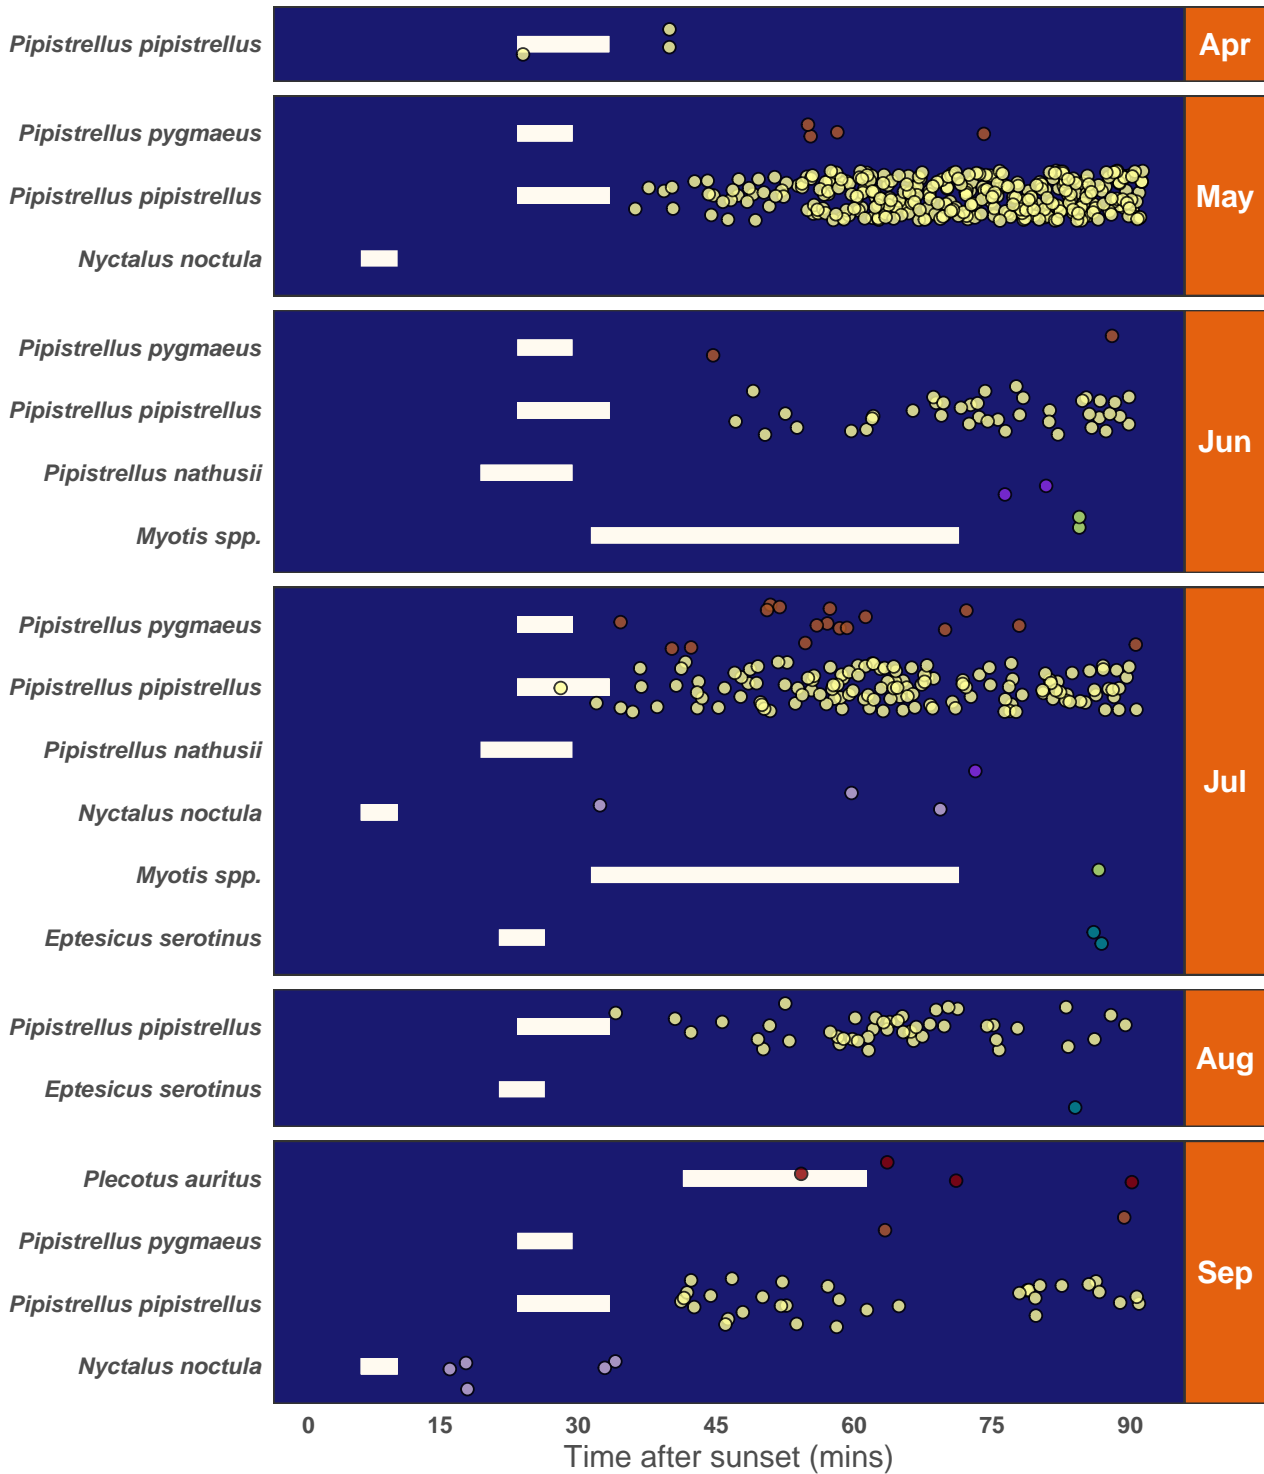 Pipistrellus pipistrellus
Apr
Pipistrellus pygmaeus
Pipistrellus pipistrellus
Nyctalus noctula
May
Pipistrellus pygmaeus
Pipistrellus pipistrellus
Pipistrellus nathusii
Myotis spp.
Jun
Pipistrellus pygmaeus
Pipistrellus pipistrellus
Pipistrellus nathusii
Nyctalus noctula
Myotis spp.
Eptesicus serotinus
Jul
Pipistrellus pipistrellus
Eptesicus serotinus
Aug
Plecotus auritus
Pipistrellus pygmaeus
Pipistrellus pipistrellus
Nyctalus noctula
Sep
0 15 30 45 60 75 90
Time after sunset (mins)